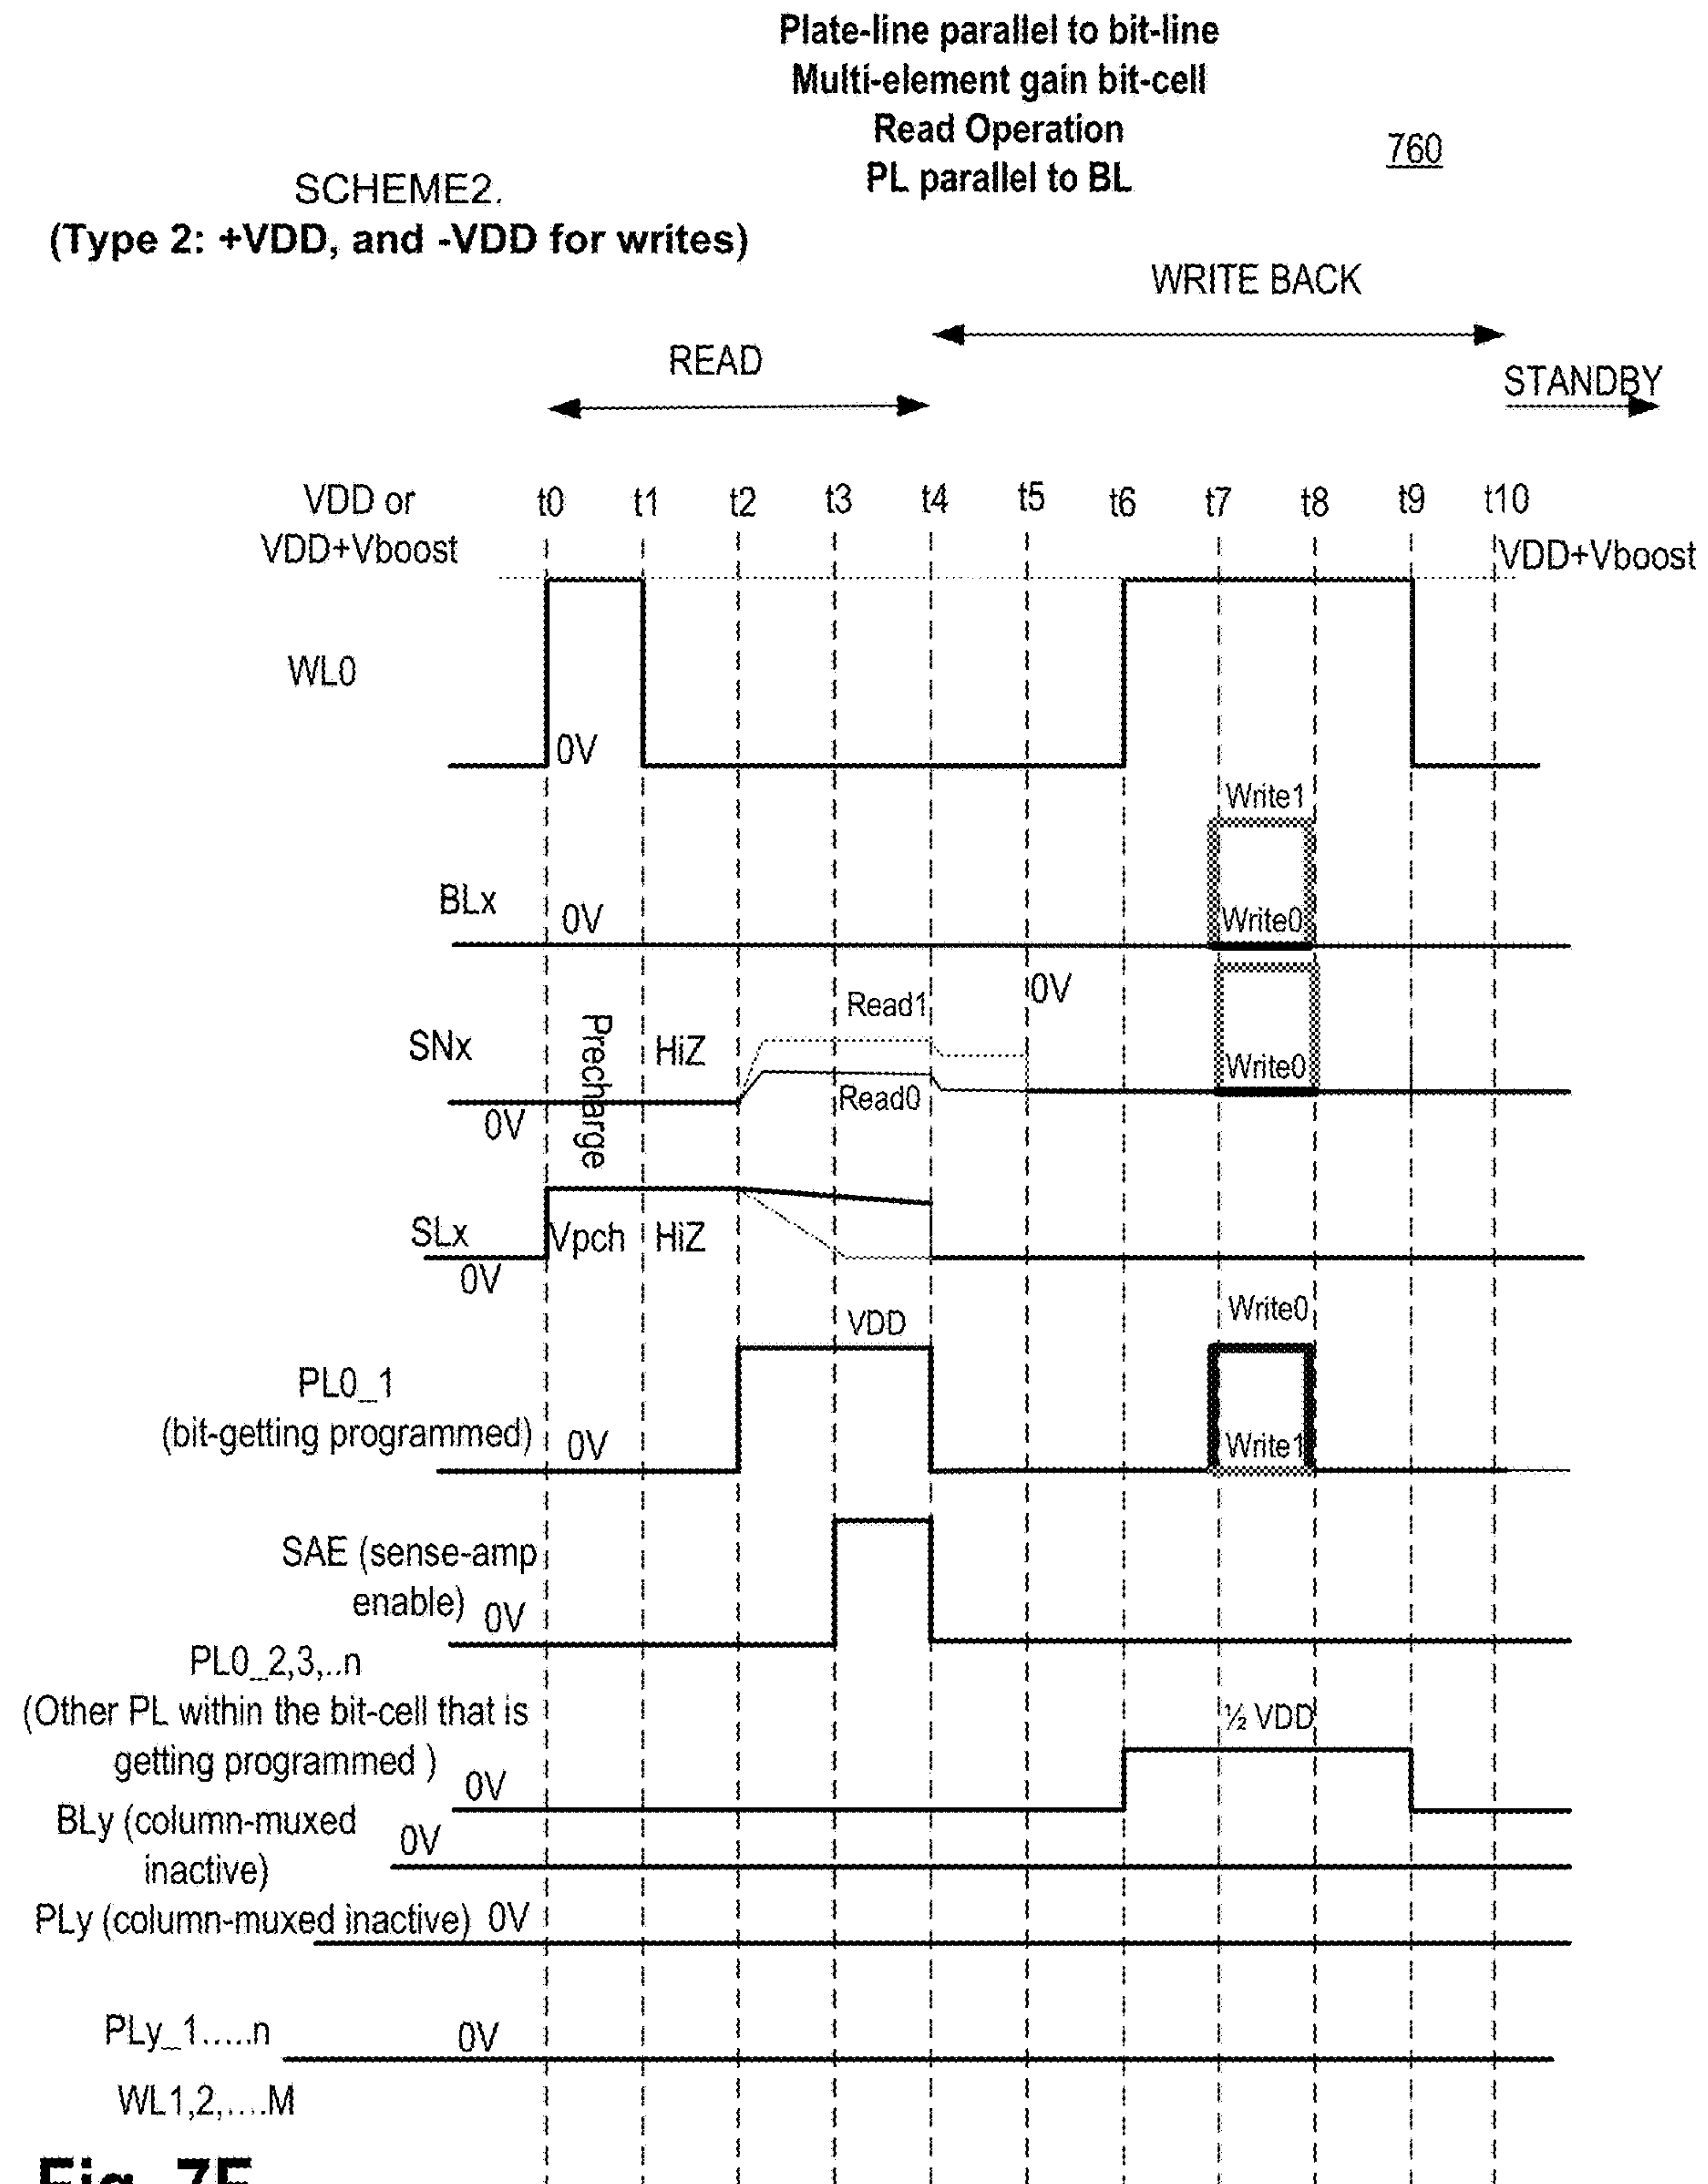 Plate-line parallel to bit-line
Multi-element gain bit-cell
Read Operation
PL parallel to BL
760
SCHEME2.
(Type 2: +VDD, and -VDD for writes)
WRITE BACK
READ
STANDBY
VDD or
VDD+Vboost
t0 t1 t2 t3 t4 t5 t6 t7 t8 t9 t10
VDD+Vboost
WL0
0V
Write1
BLx
0V
Write0
0V
Read1
SNx
Precharge
HiZ
Write0
Read0
0V
SLx
Vpch
HiZ
0V
Write0
VDD
PL0_1
(bit-getting programmed)
0V
Write1
SAE (sense-amp
enable)
0V
PL0_2,3,..n
(Other PL within the bit-cell that is
getting programmed )
½ VDD
0V
BLy (column-muxed
inactive)
0V
PLy (column-muxed inactive) 0V
PLy_1.....n
0V
WL1,2,....M